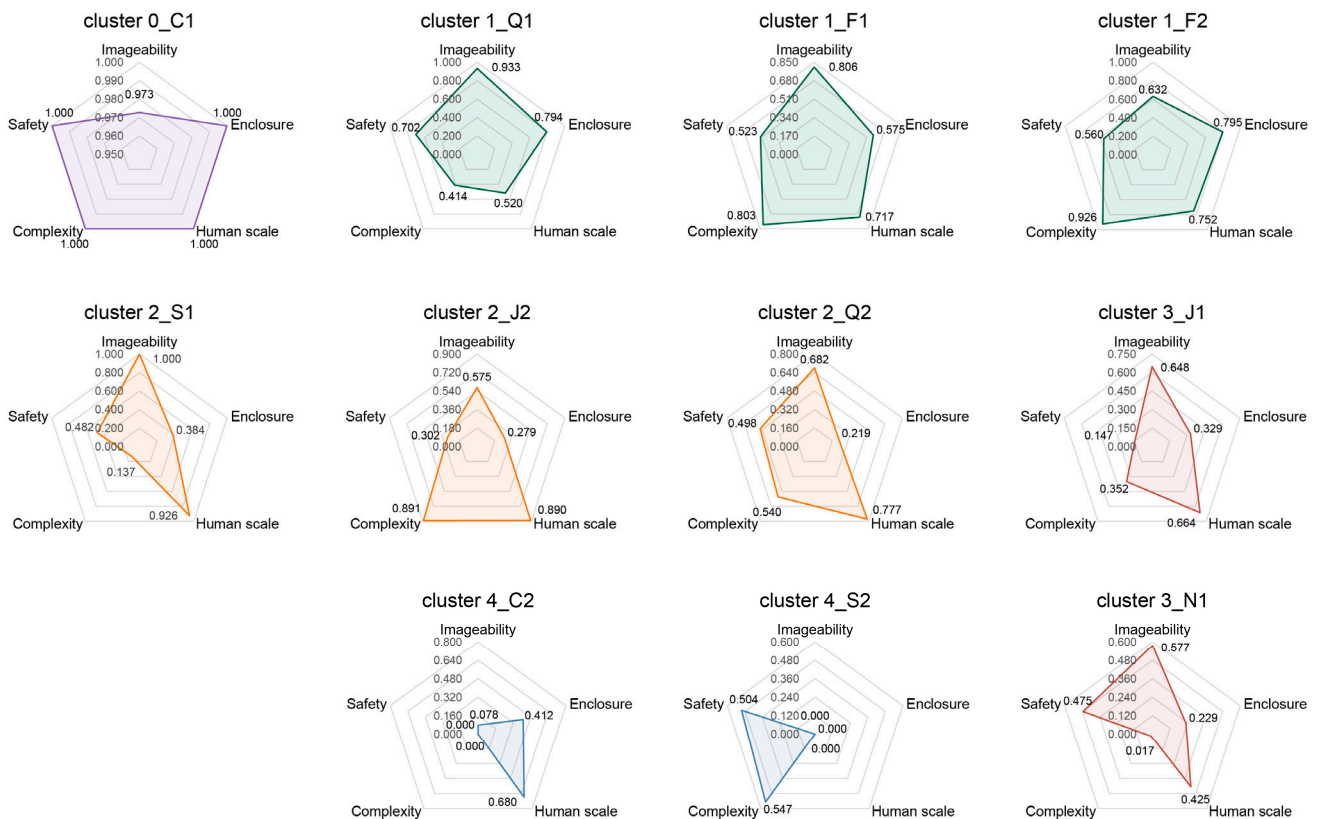 cluster 0_C1
Imageability
1.000
0.990
0.980
0.970
0.960
0.950
0.973
1.000
1.000
Safety
Enclosure
Complexity
Human scale
1.000
1.000
cluster 1_Q1
Imageability
1.000
0.800
0.600
0.400
0.200
0.000
0.933
0.794
0.702
Safety
Enclosure
0.414
0.520
Complexity
Human scale
cluster 1_F1
Imageability
0.850
0.680
0.510
0.340
0.170
0.000
0.806
0.523
0.575
Safety
Enclosure
0.803
0.717
Complexity
Human scale
cluster 1_F2
Imageability
1.000
0.800
0.600
0.400
0.200
0.000
0.632
0.795
0.560
Safety
Enclosure
0.926
0.752
Complexity
Human scale
cluster 2_S1
Imageability
1.000
0.800
0.600
0.400
0.200
0.000
1.000
Safety
Enclosure
0.482
0.384
0.137
0.926
Complexity
Human scale
cluster 2_J2
Imageability
0.900
0.720
0.540
0.360
0.180
0.000
0.575
Safety
Enclosure
0.302
0.279
0.891
0.890
Complexity
Human scale
cluster 2_Q2
Imageability
0.800
0.640
0.480
0.320
0.160
0.000
0.682
Safety
Enclosure
0.498
0.219
0.540
0.777
Complexity
Human scale
cluster 3_J1
Imageability
0.750
0.600
0.450
0.300
0.150
0.000
0.648
Safety
Enclosure
0.147
0.329
0.352
0.664
Complexity
Human scale
cluster 4_C2
Imageability
0.800
0.640
0.480
0.320
0.160
0.000
Safety
Enclosure
0.078
0.412
0.000
0.000
0.680
Complexity
Human scale
cluster 4_S2
Imageability
0.600
0.480
0.360
0.240
0.120
0.000
Safety
0.504
Enclosure
0.000
0.000
0.000
0.547
Complexity
Human scale
cluster 3_N1
Imageability
0.600
0.480
0.360
0.240
0.120
0.000
0.577
Safety
0.475
Enclosure
0.229
0.017
0.425
Complexity
Human scale